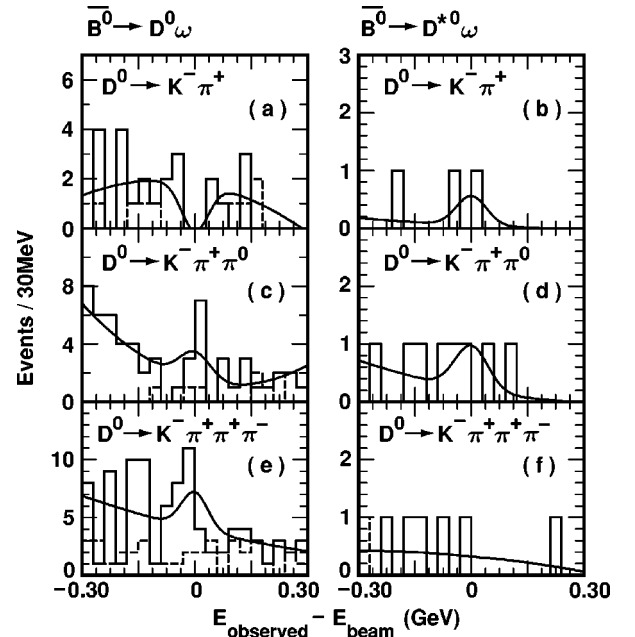 B̅⁰ → D⁰ω
B̅⁰ → D*⁰ω
Events / 30MeV
6
4
2
0
D⁰ → K⁻π⁺
(a)
3
2
1
0
D⁰ → K⁻π⁺
(b)
8
4
0
D⁰ → K⁻π⁺π⁰
(c)
2
1
0
D⁰ → K⁻π⁺π⁰
(d)
10
5
0
D⁰ → K⁻π⁺π⁺π⁻
(e)
2
1
0
D⁰ → K⁻π⁺π⁺π⁻
(f)
−0.30 0 0.30
−0.30 0 0.30
E_observed − E_beam (GeV)